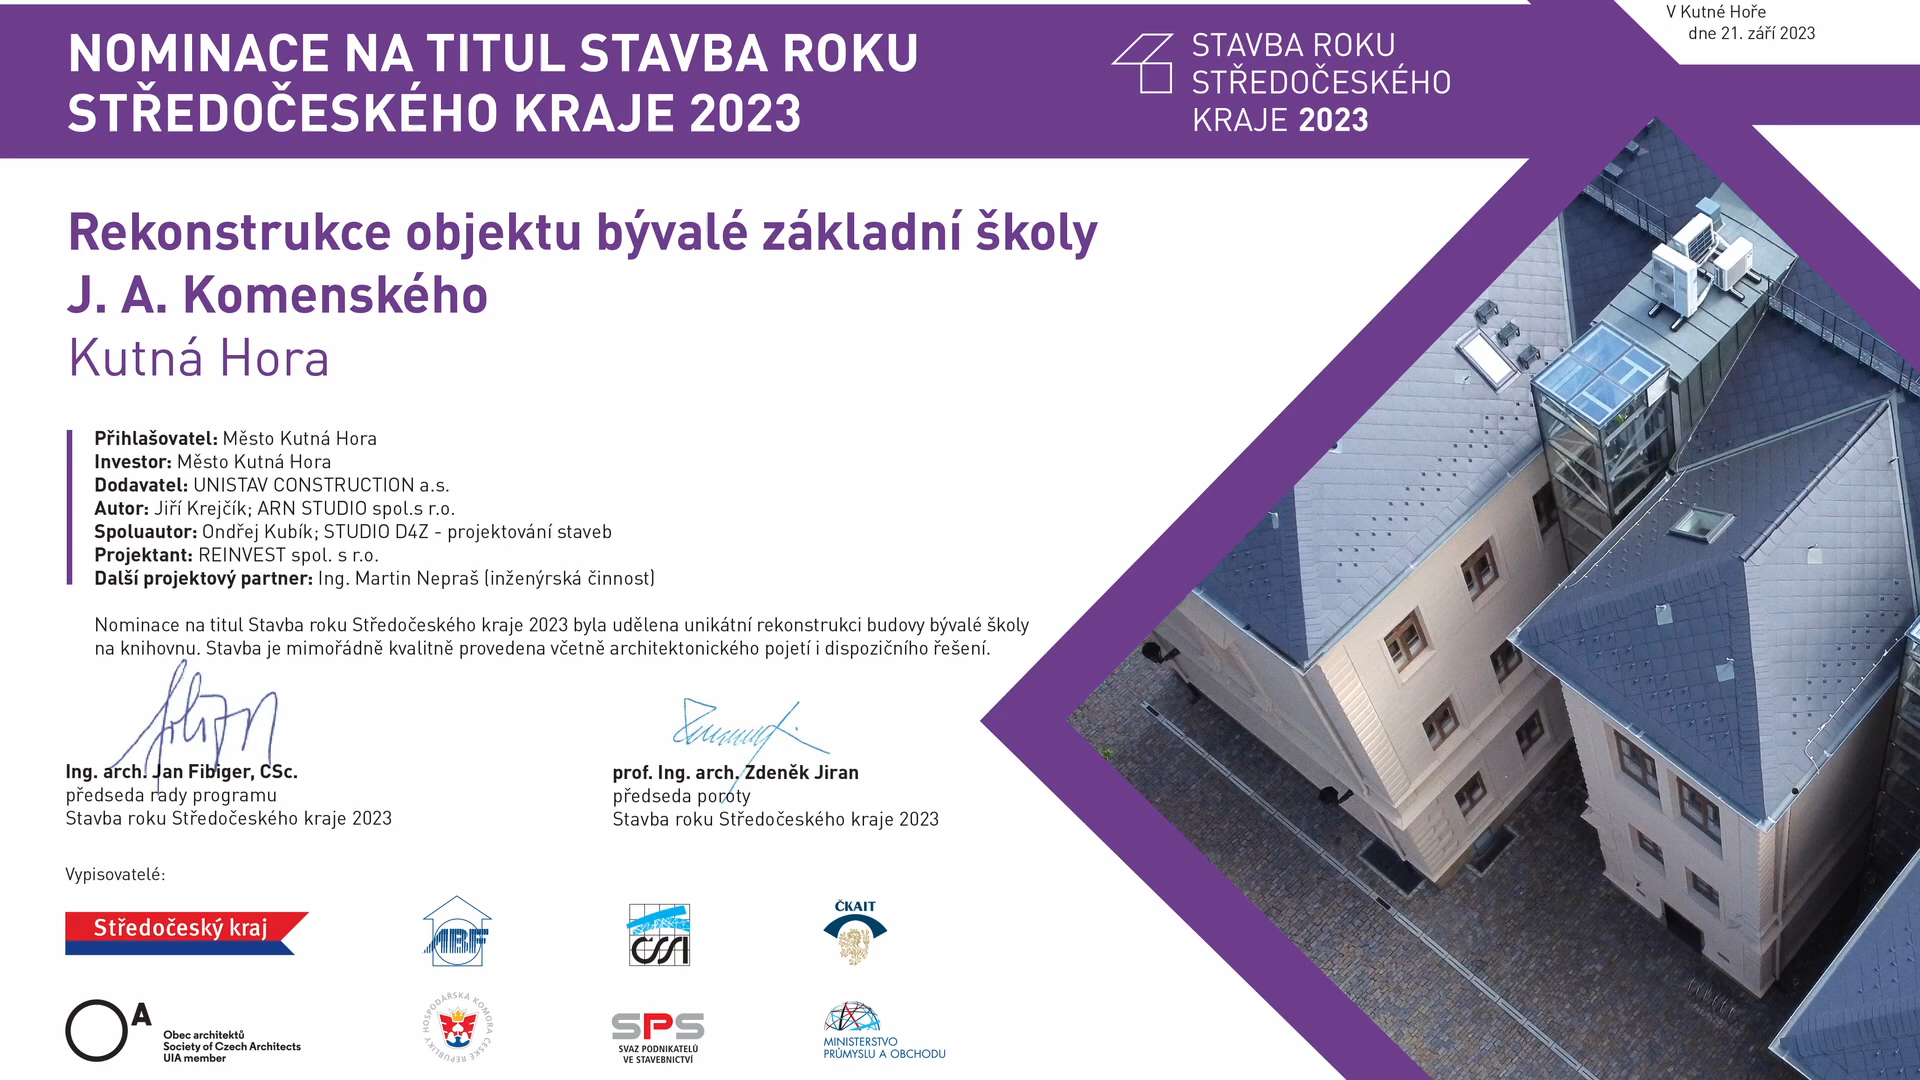 NOMINACE NA TITUL STAVBA ROKU
STŘEDOČESKÉHO KRAJE 2023
STAVBA ROKU
STŘEDOČESKÉHO
KRAJE 2023
V Kutné Hoře
dne 21. září 2023
Rekonstrukce objektu bývalé základní školy
J. A. Komenského
Kutná Hora
Přihlašovatel: Město Kutná Hora
Investor: Město Kutná Hora
Dodavatel: UNISTAV CONSTRUCTION a.s.
Autor: Jiří Krejčík; ARN STUDIO spol.s r.o.
Spoluautor: Ondřej Kubík; STUDIO D4Z - projektování staveb
Projektant: REINVEST spol. s r.o.
Další projektový partner: Ing. Martin Nepraš (inženýrská činnost)
Nominace na titul Stavba roku Středočeského kraje 2023 byla udělena unikátní rekonstrukci budovy bývalé školy
na knihovnu. Stavba je mimořádně kvalitně provedena včetně architektonického pojetí i dispozičního řešení.
Ing. arch. Jan Fibiger, CSc.
předseda rady programu
Stavba roku Středočeského kraje 2023
prof. Ing. arch. Zdeněk Jiran
předseda poroty
Stavba roku Středočeského kraje 2023
Vypisovatelé:
Středočeský kraj
ABF
ČSSI
ČKAIT
OA
Obec architektů
Society of Czech Architects
UIA member
HOSPODÁŘSKÁ KOMORA ČESKÉ REPUBLIKY
SPS
SVAZ PODNIKATELŮ
VE STAVEBNICTVÍ
MINISTERSTVO
PRŮMYSLU A OBCHODU